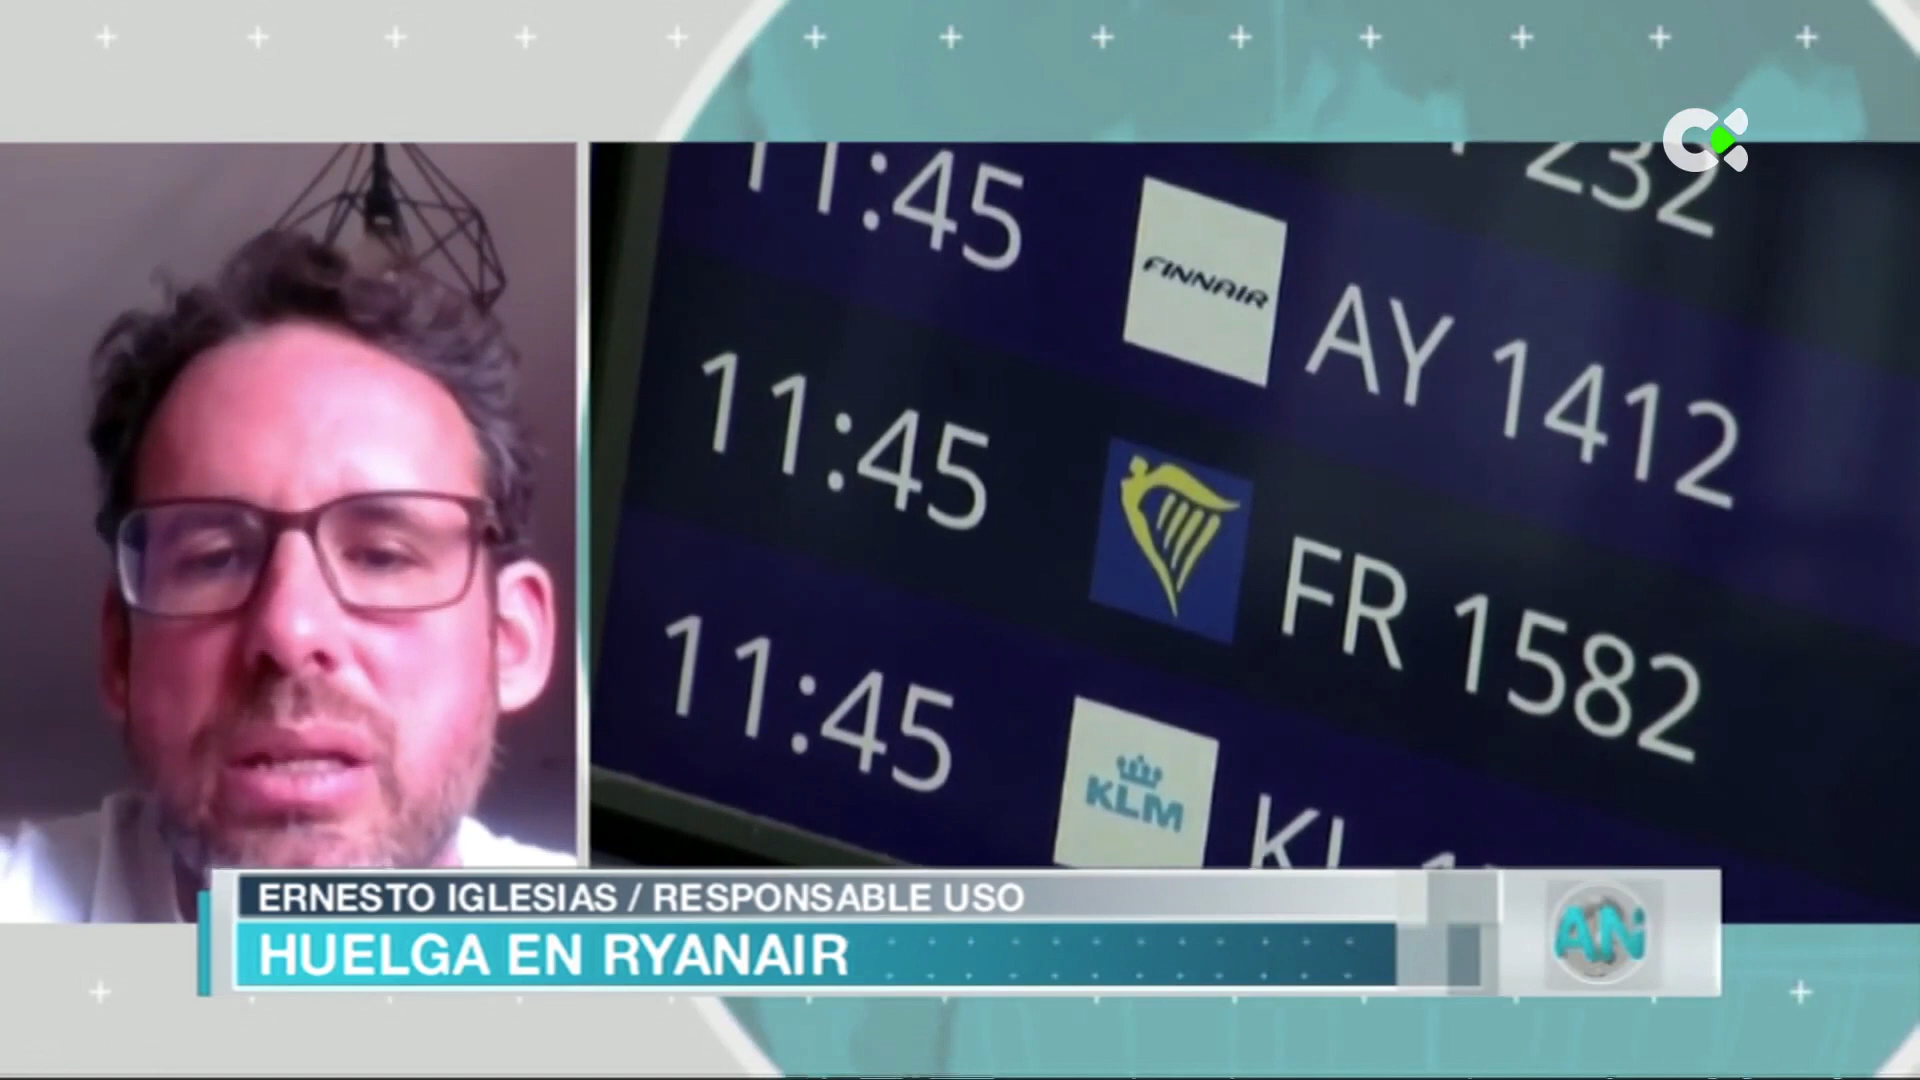 232
11:45 FINNAIR AY 1412
11:45 FR 1582
11:45 KLM KL
ERNESTO IGLESIAS / RESPONSABLE USO
HUELGA EN RYANAIR
AN